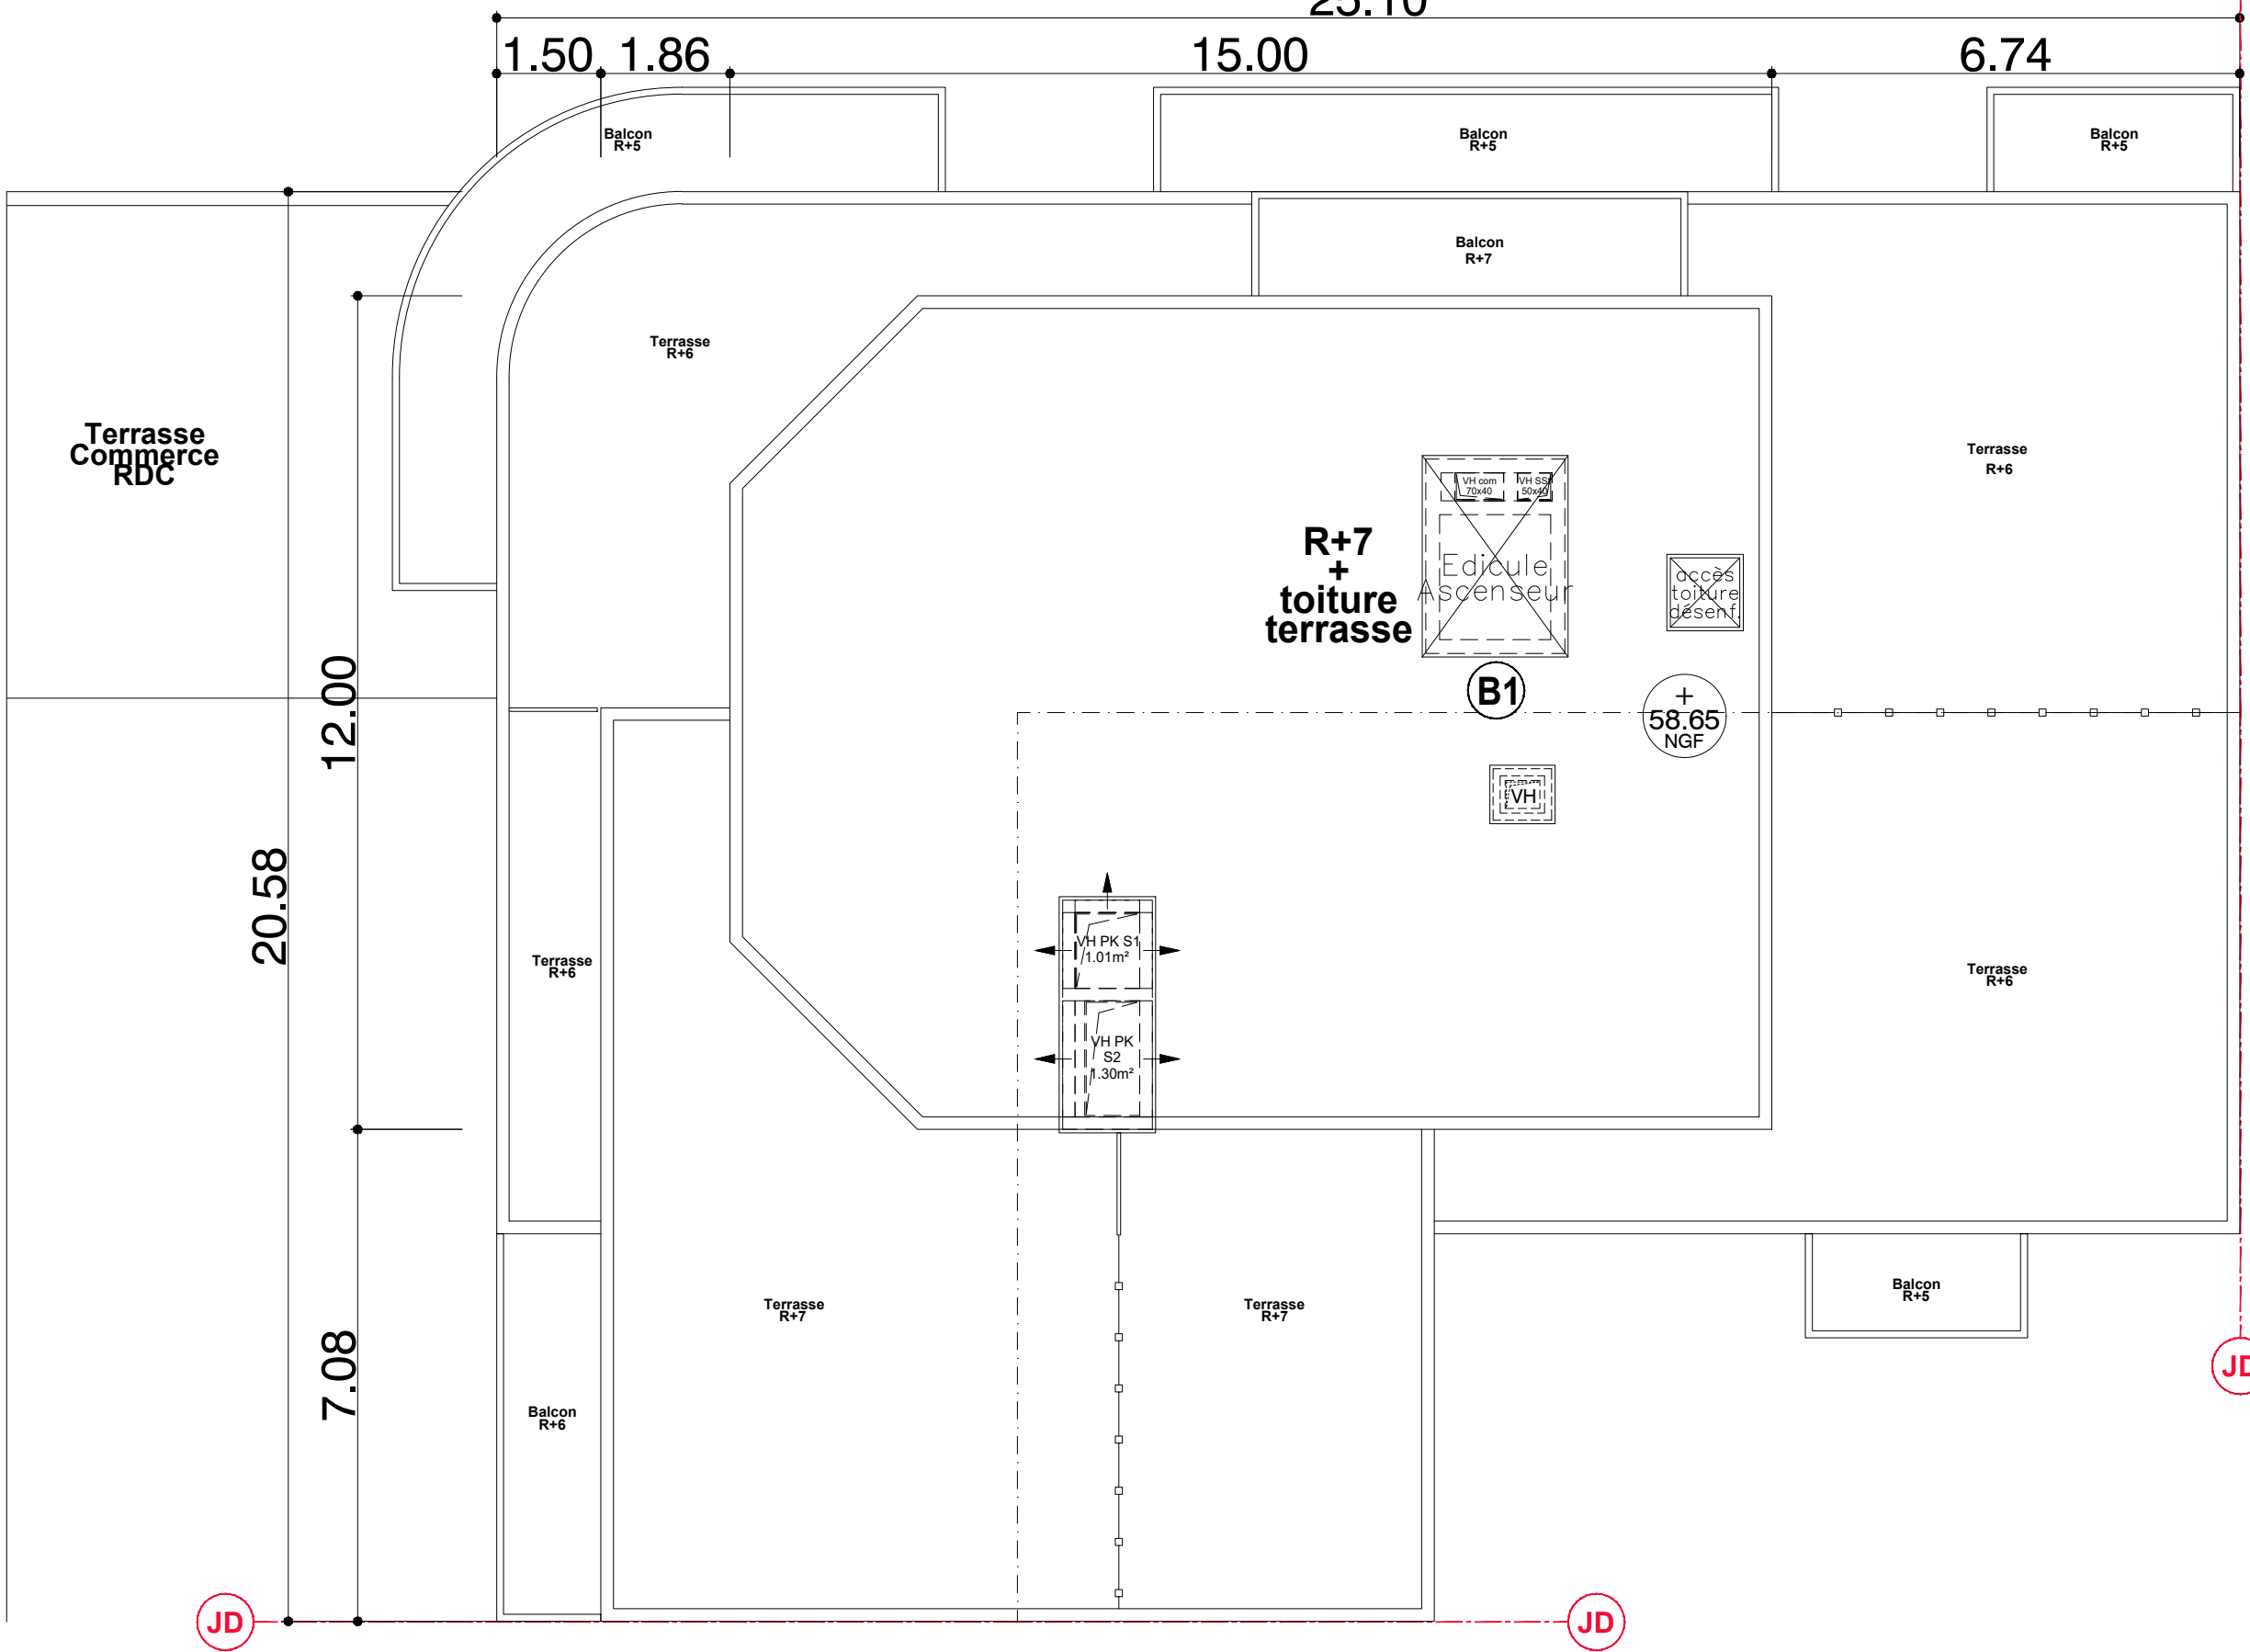 25.10
1.50
1.86
15.00
6.74
Balcon
R+5
Balcon
R+5
Balcon
R+5
Balcon
R+7
Terrasse
R+6
Terrasse
Commerce
RDC
Terrasse
R+6
VH com
70x40
VH SS
50x40
R+7
+
toiture
terrasse
Edicule
Ascenseur
accès
toiture
désenf.
B1
+
58.65
NGF
12.00
VH
20.58
VH PK S1
1.01m²
Terrasse
R+6
Terrasse
R+6
VH PK
S2
1.30m²
Terrasse
R+7
Terrasse
R+7
Balcon
R+5
7.08
JD
Balcon
R+6
JD
JD